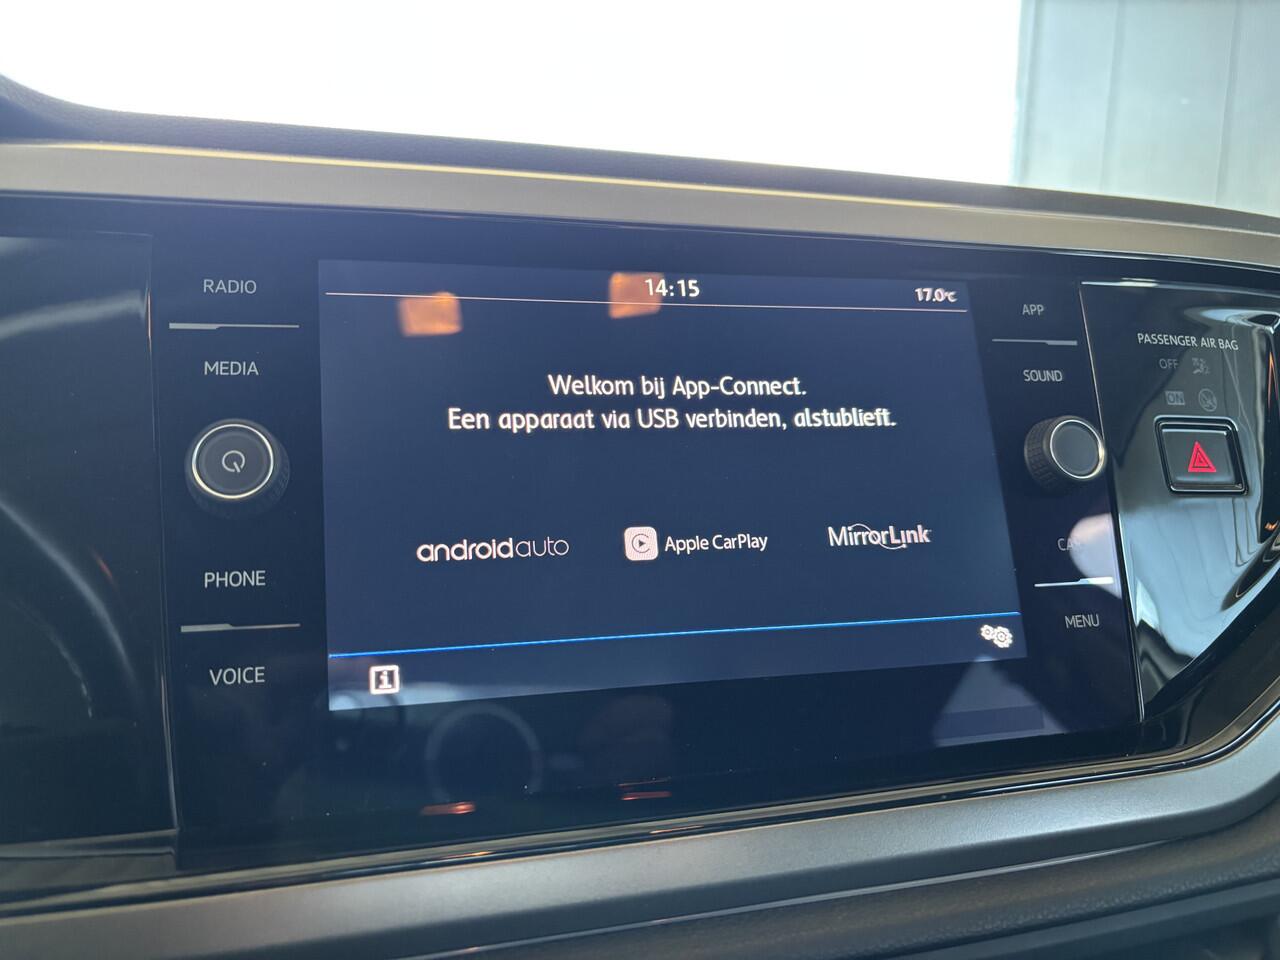 RADIO
MEDIA
PHONE
VOICE
14:15
17.0°C
Welkom bij App-Connect.
Een apparaat via USB verbinden, alstublieft.
androidauto
Apple CarPlay
MirrorLink
i
APP
SOUND
CAR
MENU
PASSENGER AIR BAG
OFF
ON